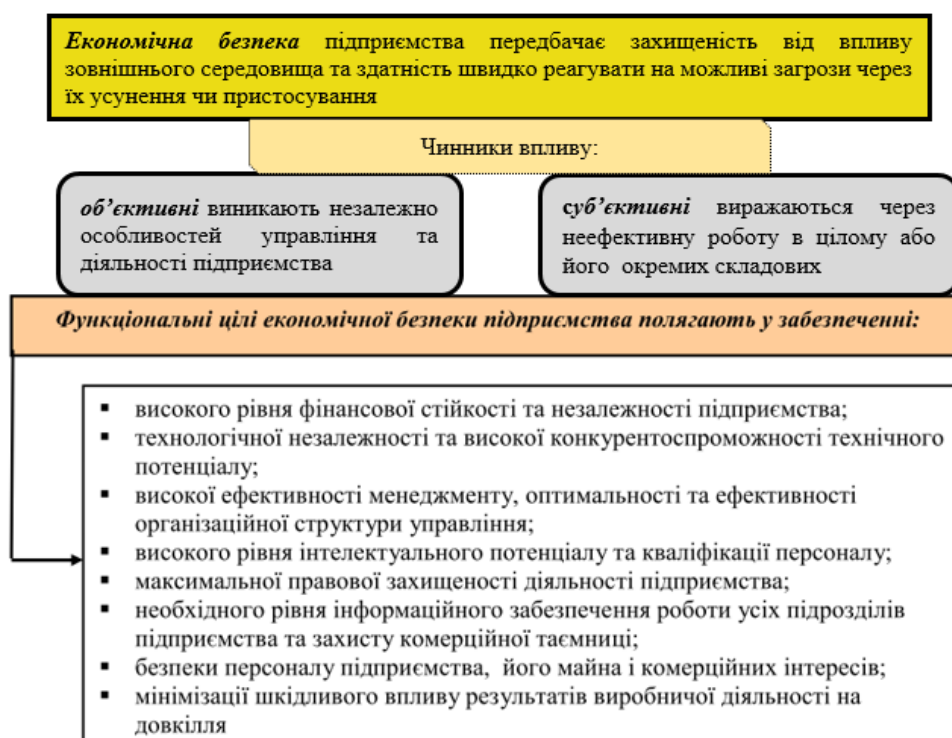 Економічна безпека підприємства передбачає захищеність від впливу
зовнішнього середовища та здатність швидко реагувати на можливі загрози через
їх усунення чи пристосування
Чинники впливу:
об’єктивні виникають незалежно
особливостей управління та
діяльності підприємства
суб’єктивні виражаються через
неефективну роботу в цілому або
його окремих складових
Функціональні цілі економічної безпеки підприємства полягають у забезпеченні:
▪ високого рівня фінансової стійкості та незалежності підприємства;
▪ технологічної незалежності та високої конкурентоспроможності технічного
потенціалу;
▪ високої ефективності менеджменту, оптимальності та ефективності
організаційної структури управління;
▪ високого рівня інтелектуального потенціалу та кваліфікації персоналу;
▪ максимальної правової захищеності діяльності підприємства;
▪ необхідного рівня інформаційного забезпечення роботи усіх підрозділів
підприємства та захисту комерційної таємниці;
▪ безпеки персоналу підприємства, його майна і комерційних інтересів;
▪ мінімізації шкідливого впливу результатів виробничої діяльності на
довкілля